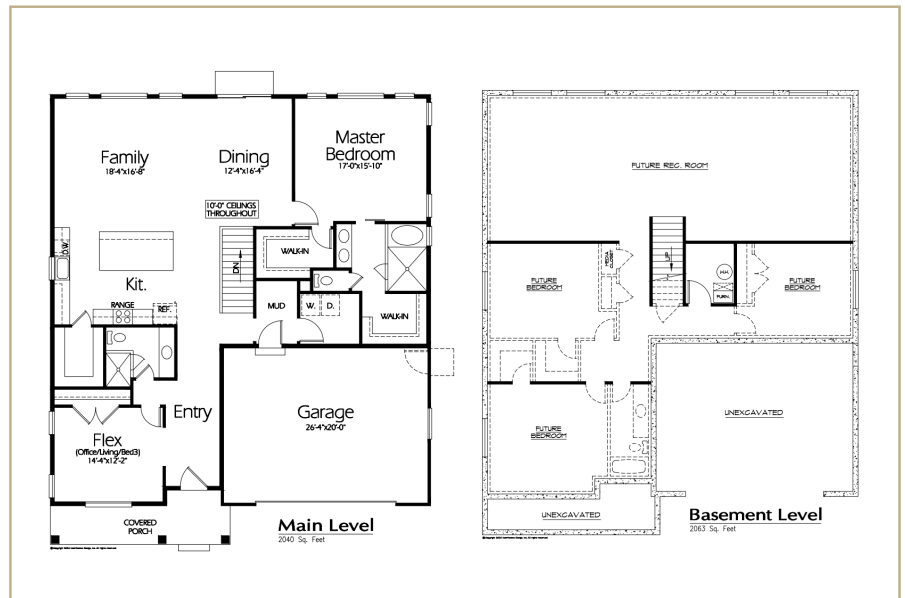 Family
18'-4"x16'-8"
Dining
12'-4"x16'-4"
Master
Bedroom
17'-0"x15'-10"
10'-0" CEILINGS
THROUGHOUT
D.W.
DN
WALK-IN
Kit.
RANGE
REF.
MUD
W.
D.
WALK-IN
Entry
Garage
26'-4"x20'-0"
Flex
(Office/Living/Bed3)
14'-4"x12'-2"
COVERED
PORCH
Main Level
2040 Sq. Feet
FUTURE REC. ROOM
UP
MEDIA
CLOSET
FUTURE
BEDROOM
W.H.
FURN.
FUTURE
BEDROOM
FUTURE
BEDROOM
UNEXCAVATED
UNEXCAVATED
Basement Level
2063 Sq. Feet